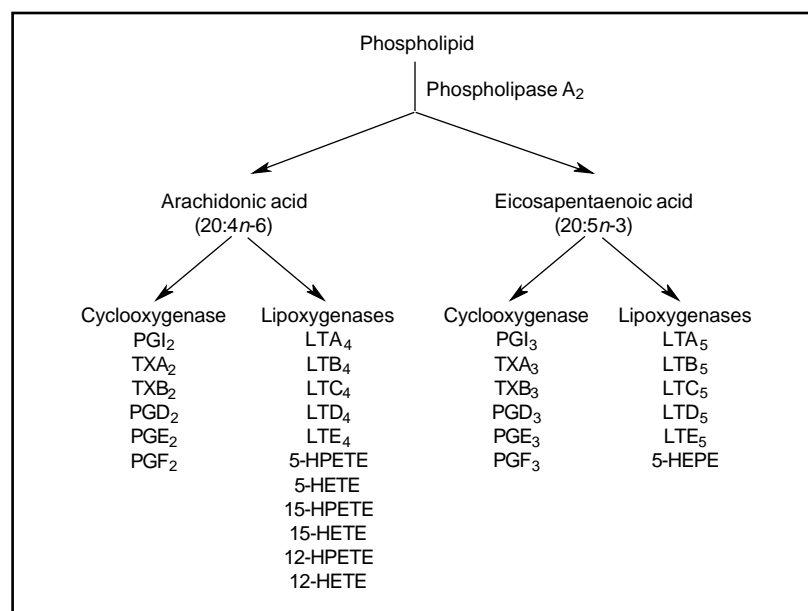 Phospholipid
Phospholipase A₂
Arachidonic acid
(20:4n-6)
Eicosapentaenoic acid
(20:5n-3)
Cyclooxygenase
PGI₂
TXA₂
TXB₂
PGD₂
PGE₂
PGF₂
Lipoxygenases
LTA₄
LTB₄
LTC₄
LTD₄
LTE₄
5-HPETE
5-HETE
15-HPETE
15-HETE
12-HPETE
12-HETE
Cyclooxygenase
PGI₃
TXA₃
TXB₃
PGD₃
PGE₃
PGF₃
Lipoxygenases
LTA₅
LTB₅
LTC₅
LTD₅
LTE₅
5-HEPE